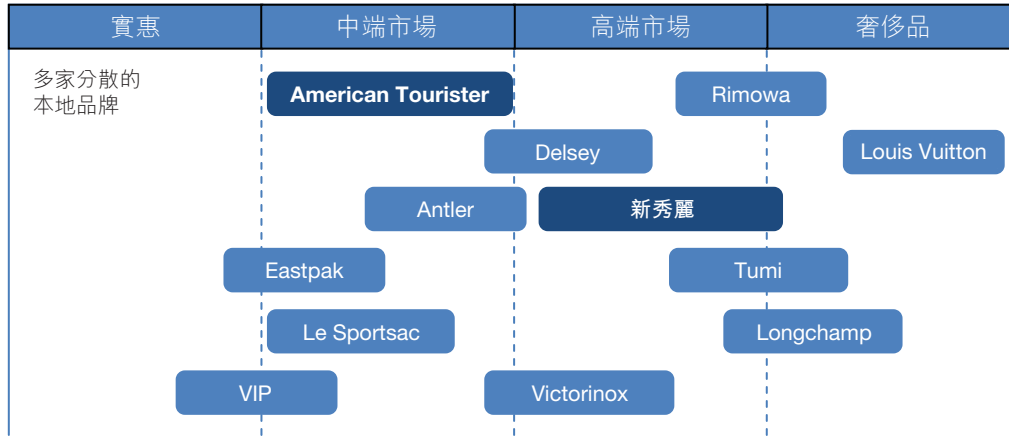 實惠
中端市場
高端市場
奢侈品
多家分散的
本地品牌
American Tourister
Rimowa
Delsey
Louis Vuitton
Antler
新秀麗
Eastpak
Tumi
Le Sportsac
Longchamp
VIP
Victorinox